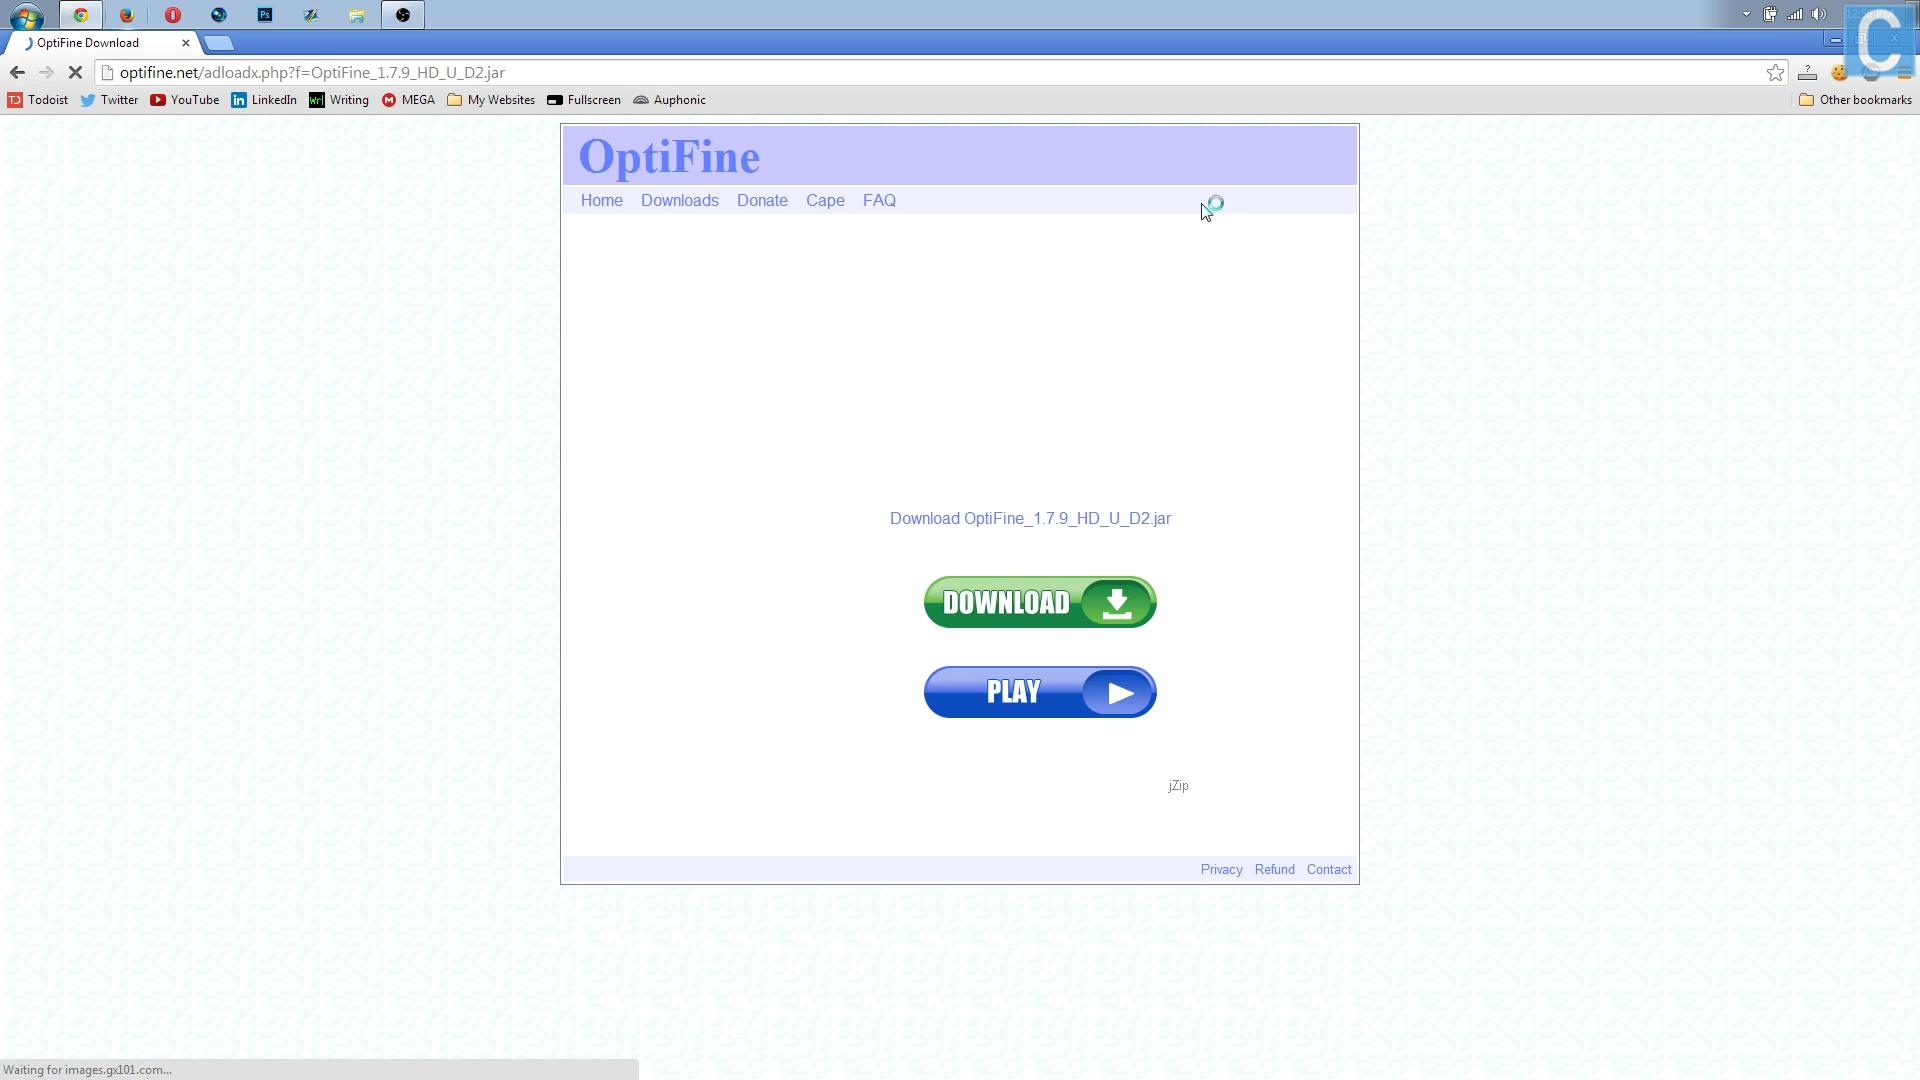 OptiFine Download
optifine.net/adloadx.php?f=OptiFine_1.7.9_HD_U_D2.jar
Todoist Twitter YouTube LinkedIn Writing MEGA My Websites Fullscreen Auphonic Other bookmarks
OptiFine
Home Downloads Donate Cape FAQ
Download OptiFine_1.7.9_HD_U_D2.jar
DOWNLOAD
PLAY
jZip
Privacy Refund Contact
Waiting for images.gx101.com...